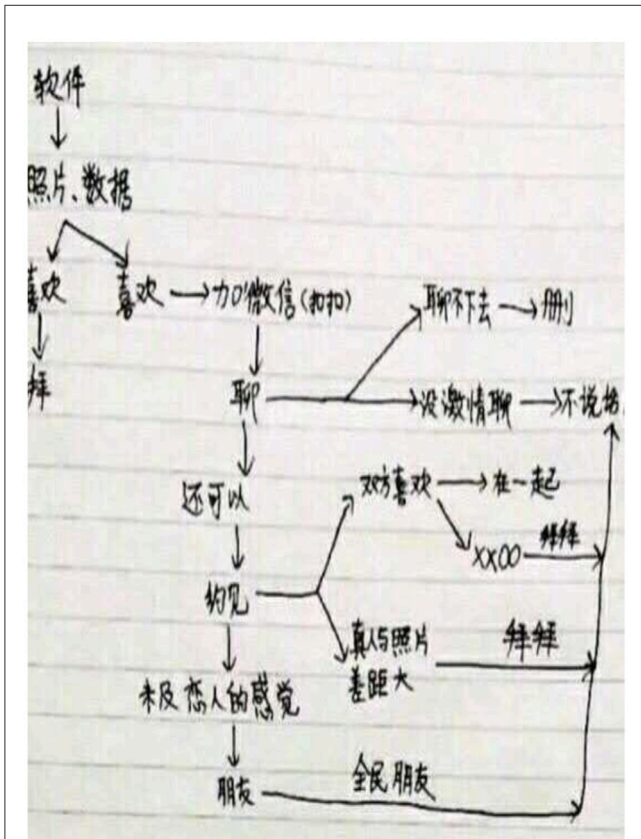 软件
照片、数据
喜欢
喜欢
加微信(扣扣)
聊不下去
删
拜
聊
没激情聊
不说话
还可以
双方喜欢
在一起
XXOO
拜拜
约见
真人与照片
差距大
拜拜
未及恋人的感觉
朋友
全民朋友